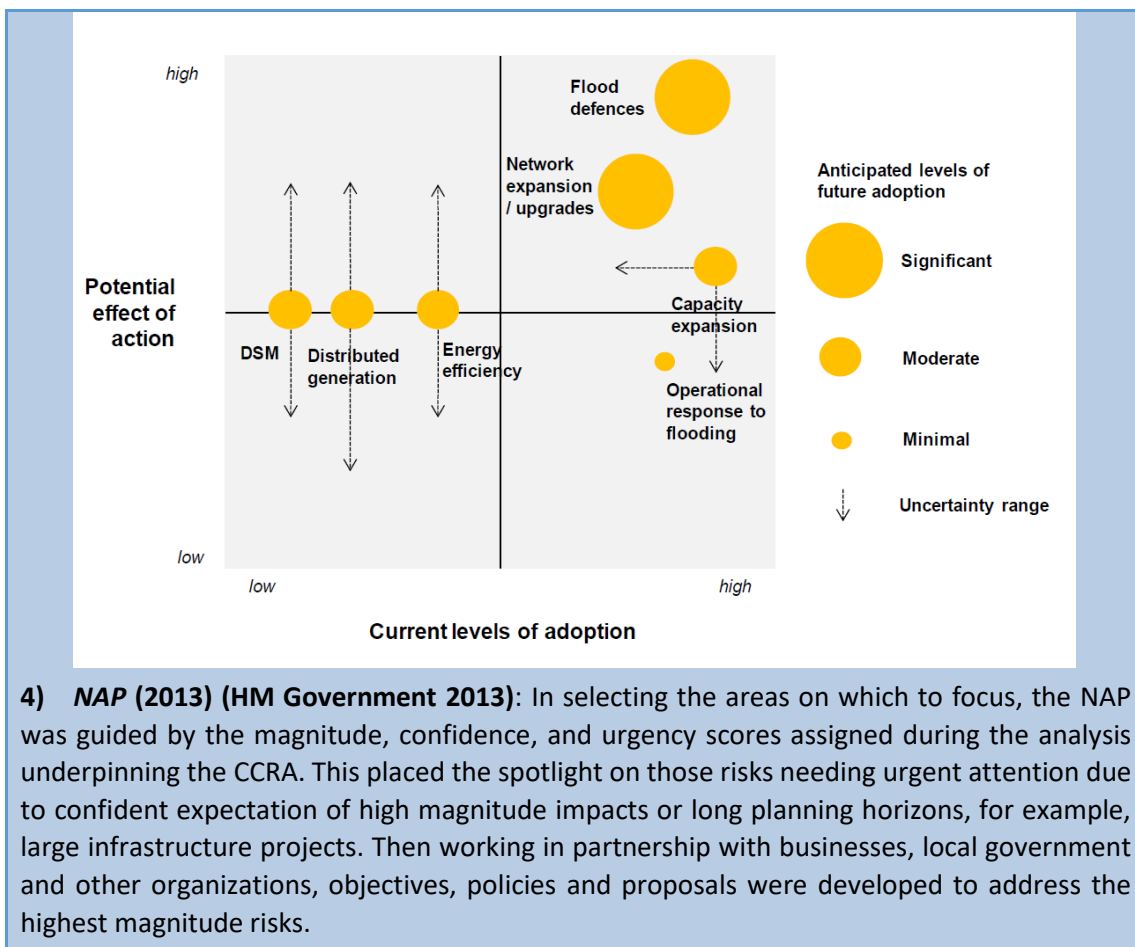 high
Flood
defences
Network
expansion
/ upgrades
Anticipated levels of
future adoption
Significant
Potential
effect of
action
Capacity
expansion
DSM
Distributed
generation
Energy
efficiency
Moderate
Operational
response to
flooding
Minimal
Uncertainty range
low
low
high
Current levels of adoption
4) NAP (2013) (HM Government 2013): In selecting the areas on which to focus, the NAP
was guided by the magnitude, confidence, and urgency scores assigned during the analysis
underpinning the CCRA. This placed the spotlight on those risks needing urgent attention due
to confident expectation of high magnitude impacts or long planning horizons, for example,
large infrastructure projects. Then working in partnership with businesses, local government
and other organizations, objectives, policies and proposals were developed to address the
highest magnitude risks.